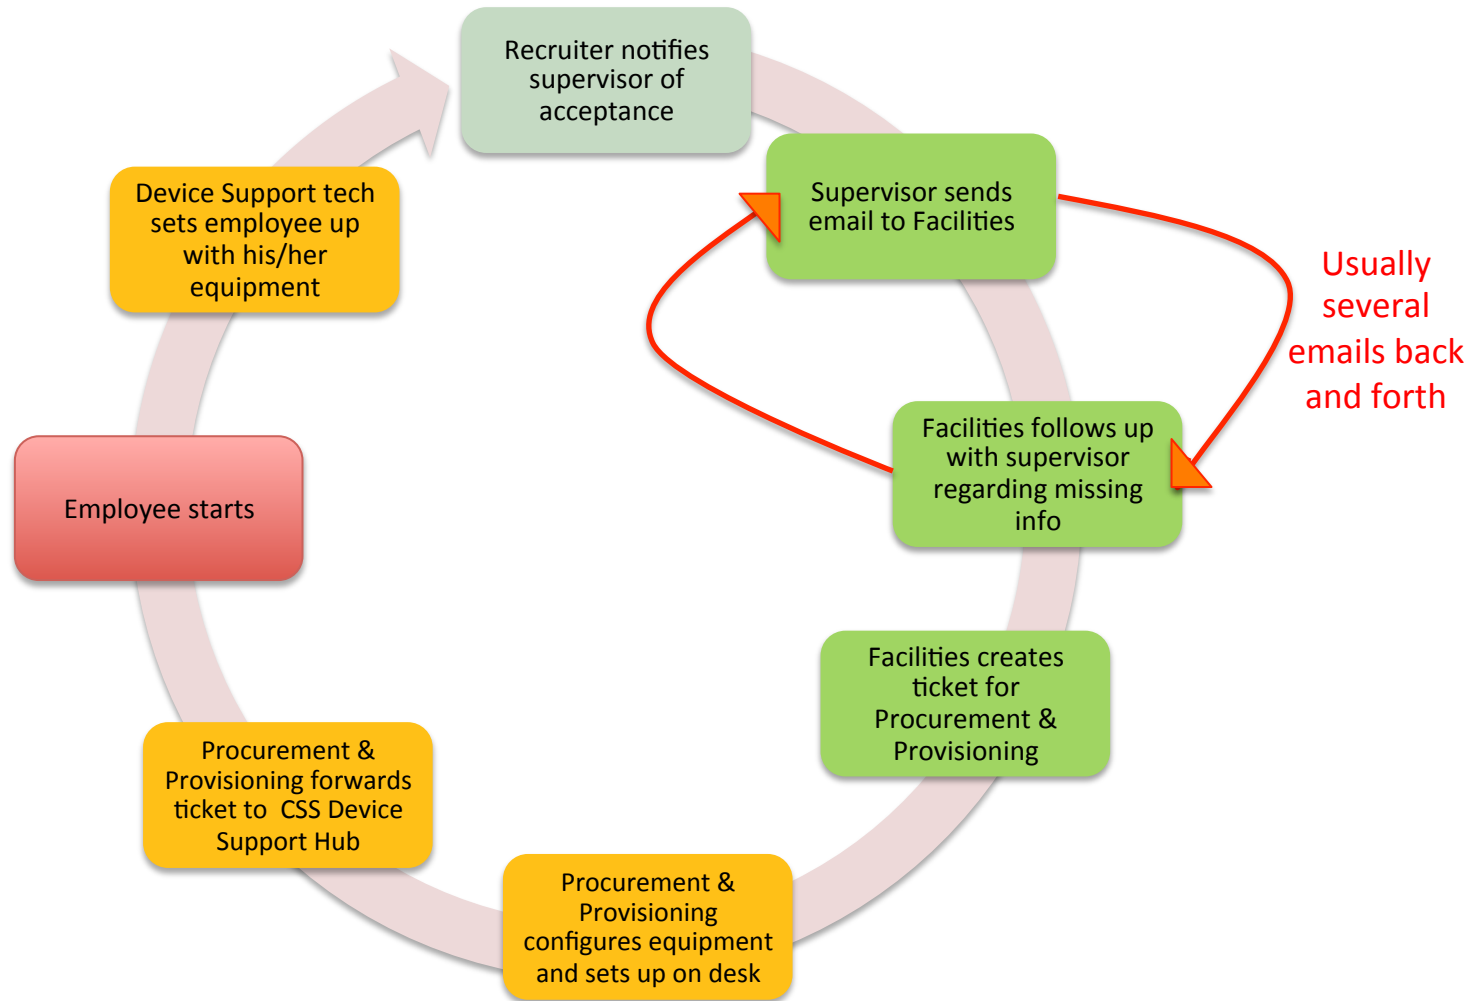 Recruiter notifies
supervisor of
acceptance
Supervisor sends
email to Facilities
Usually
several
emails back
and forth
Facilities follows up
with supervisor
regarding missing
info
Facilities creates
ticket for
Procurement &
Provisioning
Procurement &
Provisioning
configures equipment
and sets up on desk
Procurement &
Provisioning forwards
ticket to  CSS Device
Support Hub
Employee starts
Device Support tech
sets employee up
with his/her
equipment